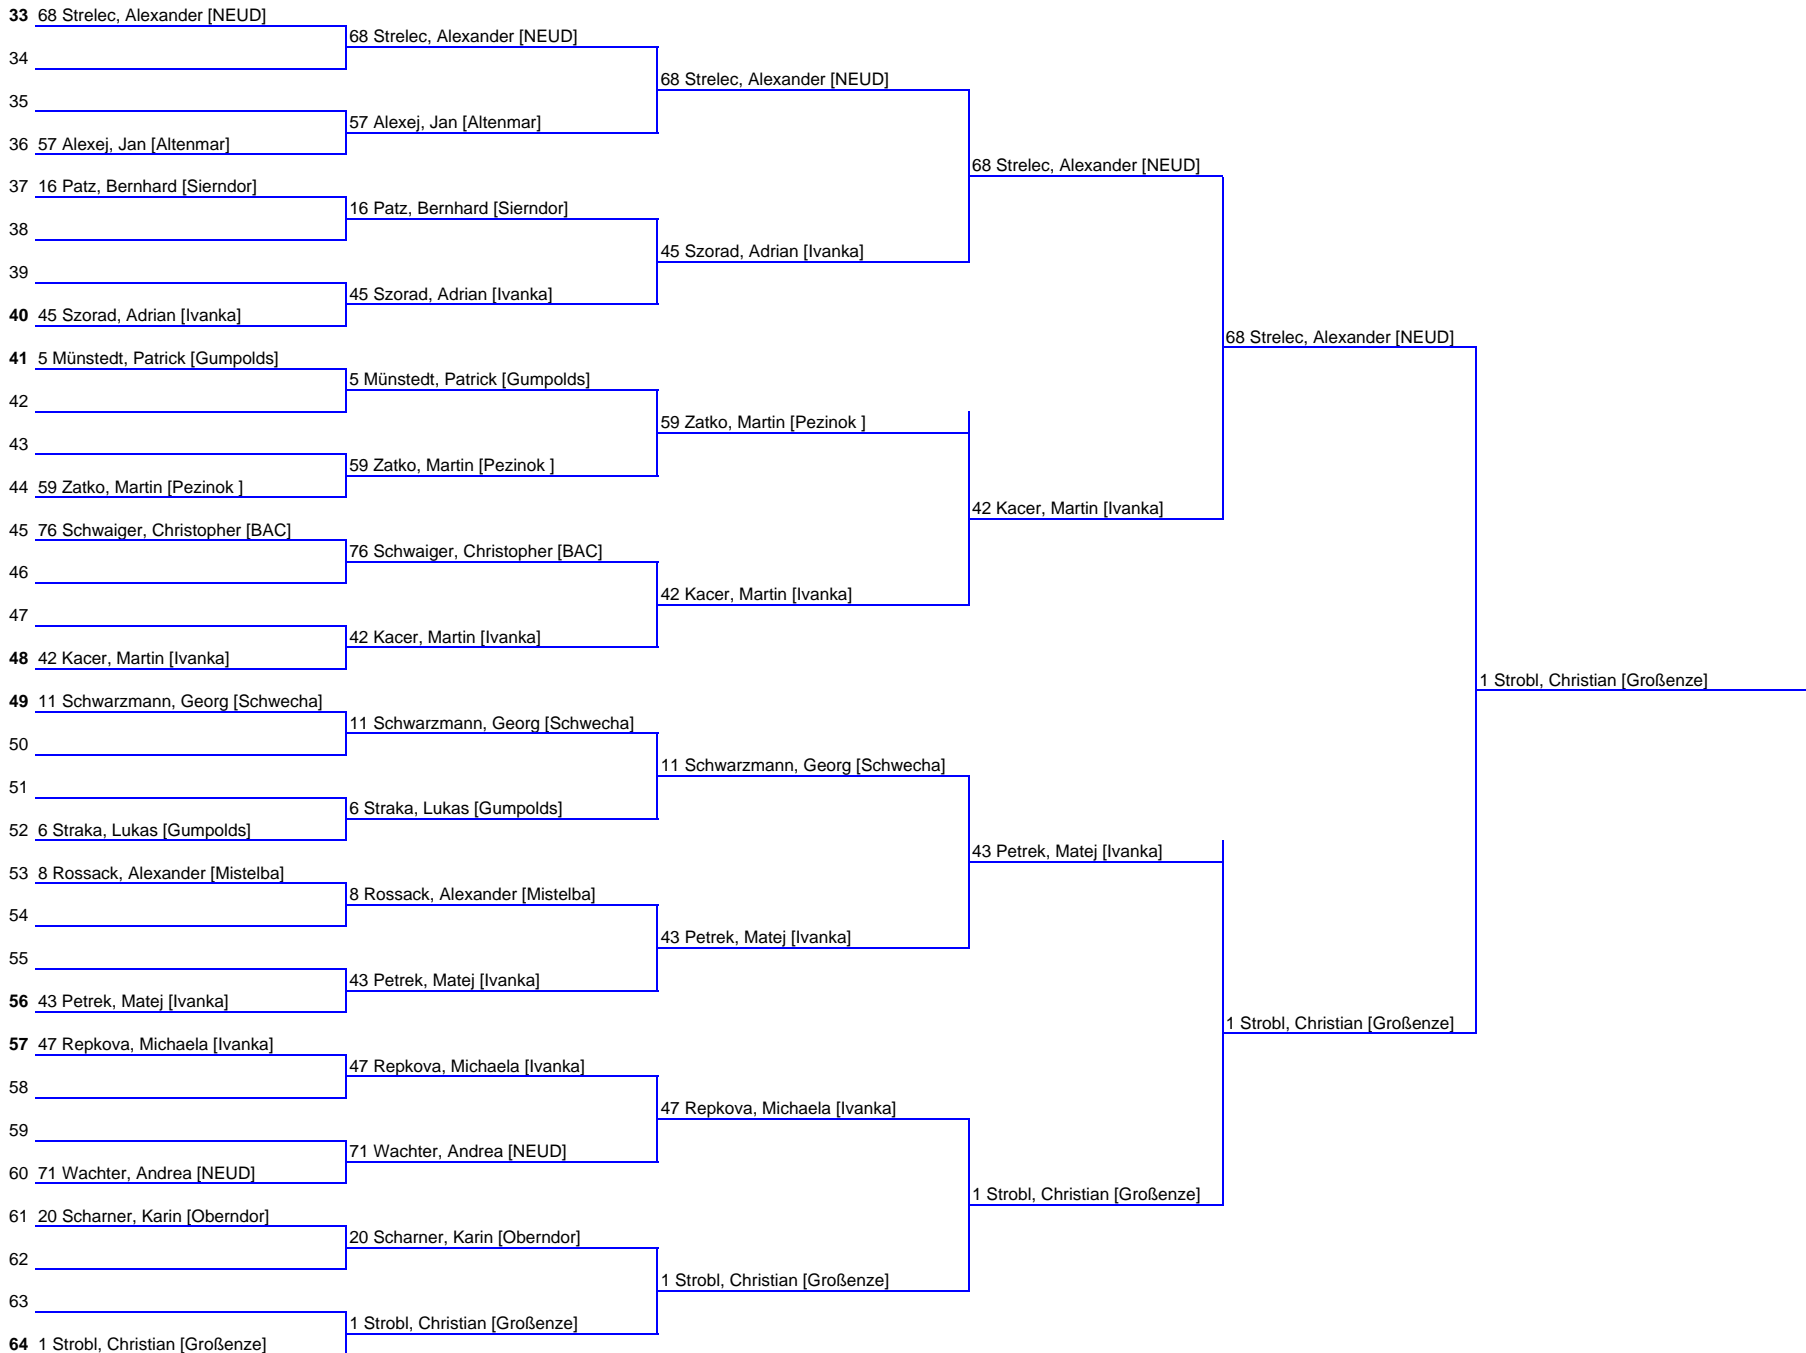 33 68 Strelec, Alexander [NEUD]
68 Strelec, Alexander [NEUD]
34
68 Strelec, Alexander [NEUD]
35
57 Alexej, Jan [Altenmar]
36 57 Alexej, Jan [Altenmar]
68 Strelec, Alexander [NEUD]
37 16 Patz, Bernhard [Sierndor]
16 Patz, Bernhard [Sierndor]
38
45 Szorad, Adrian [Ivanka]
39
45 Szorad, Adrian [Ivanka]
40 45 Szorad, Adrian [Ivanka]
68 Strelec, Alexander [NEUD]
41 5 Münstedt, Patrick [Gumpolds]
5 Münstedt, Patrick [Gumpolds]
42
59 Zatko, Martin [Pezinok ]
43
59 Zatko, Martin [Pezinok ]
44 59 Zatko, Martin [Pezinok ]
42 Kacer, Martin [Ivanka]
45 76 Schwaiger, Christopher [BAC]
76 Schwaiger, Christopher [BAC]
46
42 Kacer, Martin [Ivanka]
47
42 Kacer, Martin [Ivanka]
48 42 Kacer, Martin [Ivanka]
1 Strobl, Christian [Großenze]
49 11 Schwarzmann, Georg [Schwecha]
11 Schwarzmann, Georg [Schwecha]
50
11 Schwarzmann, Georg [Schwecha]
51
6 Straka, Lukas [Gumpolds]
52 6 Straka, Lukas [Gumpolds]
43 Petrek, Matej [Ivanka]
53 8 Rossack, Alexander [Mistelba]
8 Rossack, Alexander [Mistelba]
54
43 Petrek, Matej [Ivanka]
55
43 Petrek, Matej [Ivanka]
56 43 Petrek, Matej [Ivanka]
1 Strobl, Christian [Großenze]
57 47 Repkova, Michaela [Ivanka]
47 Repkova, Michaela [Ivanka]
58
47 Repkova, Michaela [Ivanka]
59
71 Wachter, Andrea [NEUD]
60 71 Wachter, Andrea [NEUD]
1 Strobl, Christian [Großenze]
61 20 Scharner, Karin [Oberndor]
20 Scharner, Karin [Oberndor]
62
1 Strobl, Christian [Großenze]
63
1 Strobl, Christian [Großenze]
64 1 Strobl, Christian [Großenze]